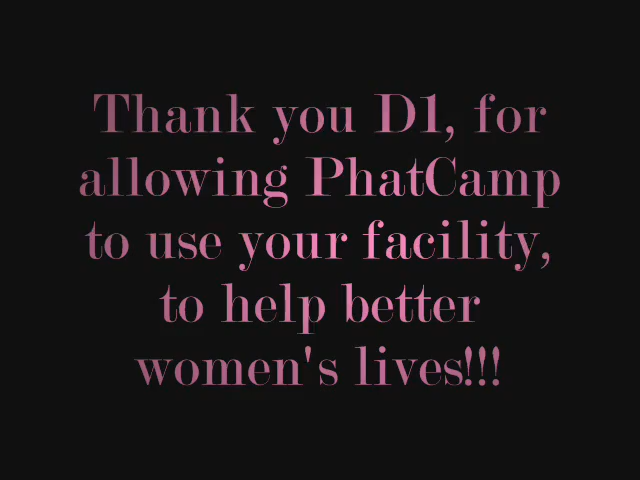 Thank you D1, for
allowing PhatCamp
to use your facility,
to help better
women's lives!!!